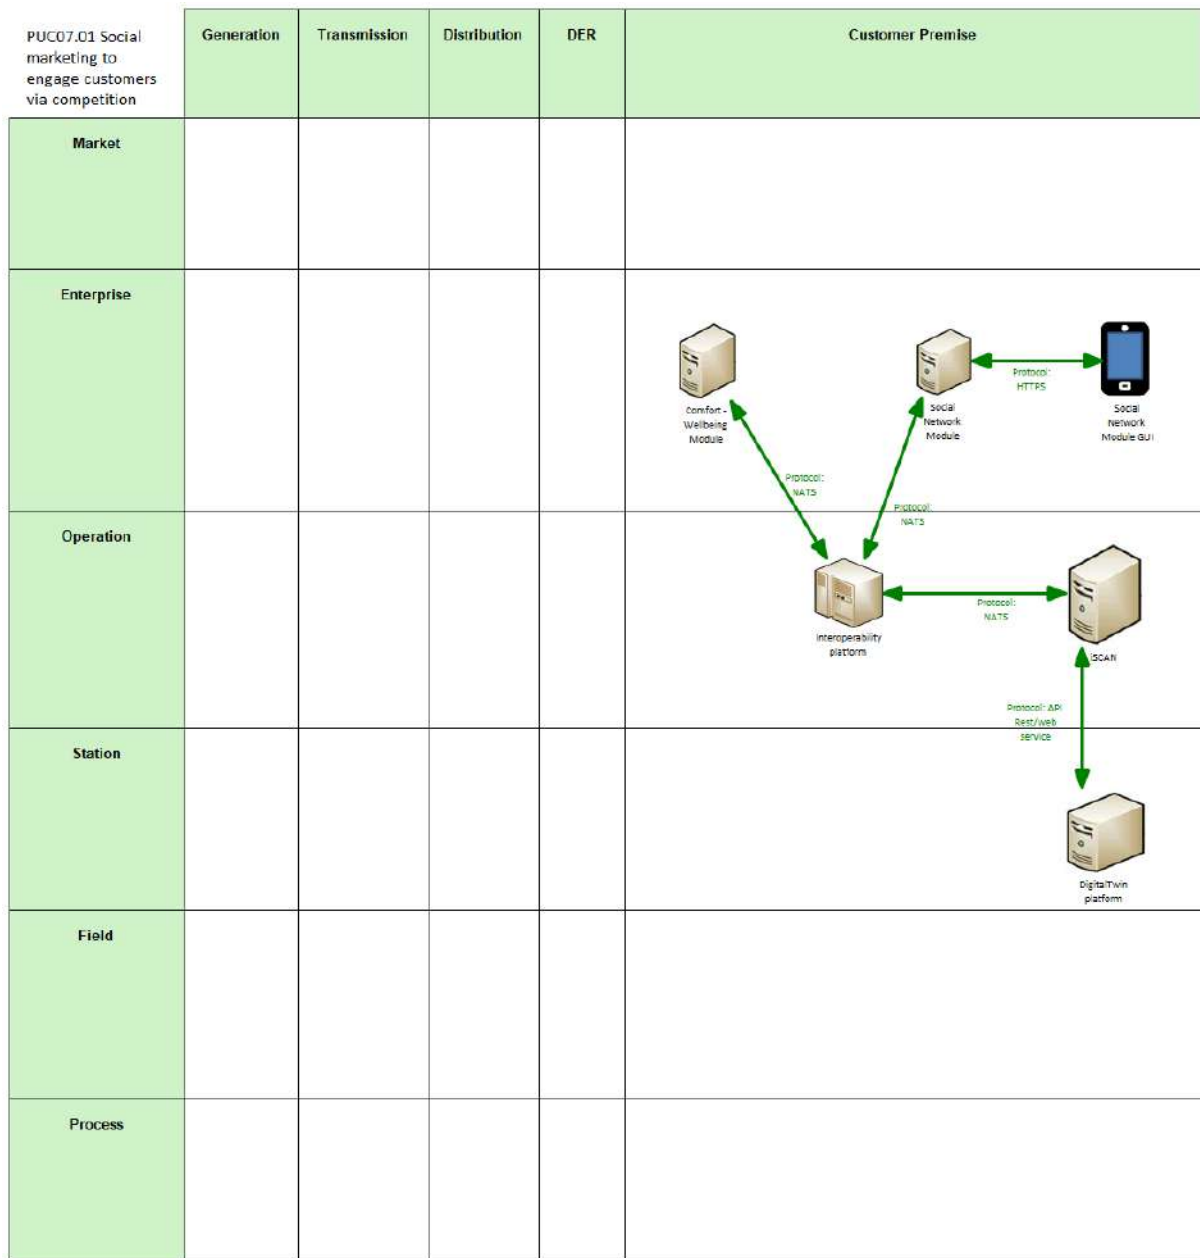 PUC07.01 Social
marketing to
engage customers
via competition
Generation
Transmission
Distribution
DER
Customer Premise
Market
Enterprise
Comfort -
Wellbeing
Module
Social
Network
Module
Protocol:
HTTPS
Social
Network
Module GUI
Protocol:
NATS
Protocol:
NATS
Operation
Interoperability
platform
Protocol:
NATS
iSCAN
Protocol: API
Rest/web
service
Station
DigitalTwin
platform
Field
Process